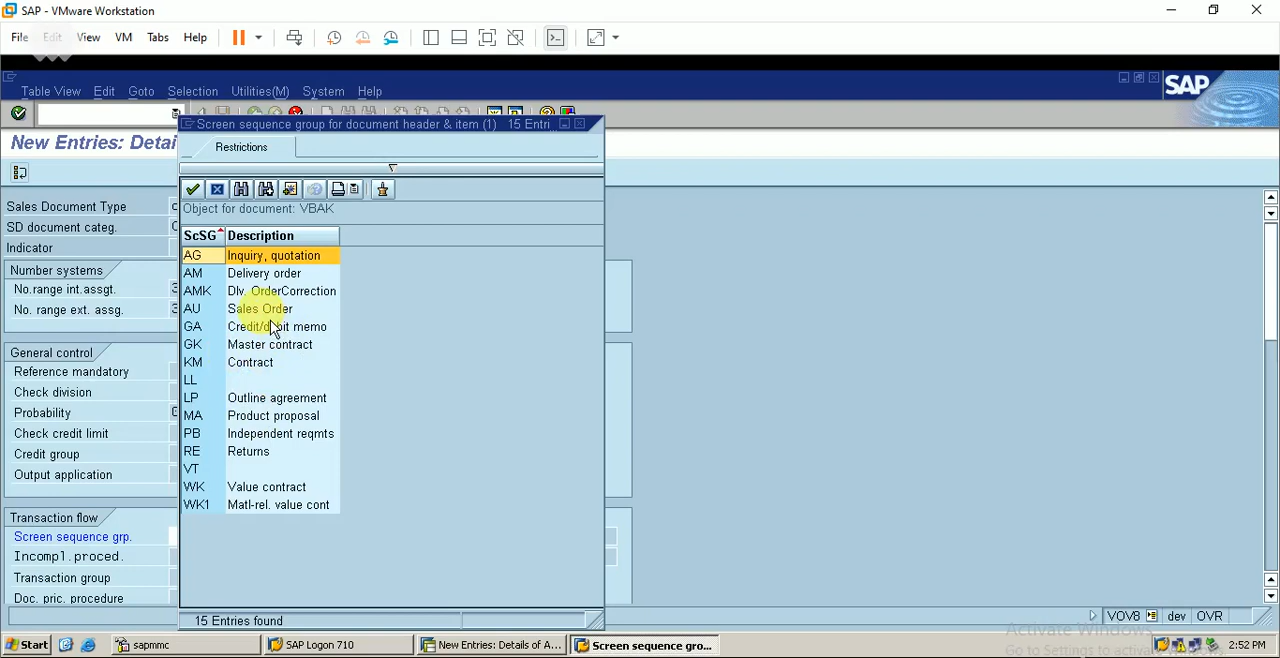 SAP - VMware Workstation
File Edit View VM Tabs Help
Table View Edit Goto Selection Utilities(M) System Help
SAP
New Entries: Detai
Screen sequence group for document header & item (1) 15 Entri..
Restrictions
Object for document: VBAK
ScSG Description
AG Inquiry, quotation
AM Delivery order
AMK Dlv. OrderCorrection
AU Sales Order
GA Credit/debit memo
GK Master contract
KM Contract
LL
LP Outline agreement
MA Product proposal
PB Independent reqmts
RE Returns
VT
WK Value contract
WK1 Matl-rel. value cont
15 Entries found
Sales Document Type
SD document categ.
Indicator
Number systems
No.range int.assgt.
No. range ext. assg.
General control
Reference mandatory
Check division
Probability
Check credit limit
Credit group
Output application
Transaction flow
Screen sequence grp.
Incompl.proced.
Transaction group
Doc. pric. procedure
VOV8 dev OVR
Activate Windows
Go to Settings to activate
Start sapmmc SAP Logon 710 New Entries: Details of A... Screen sequence gro... 2:52 PM